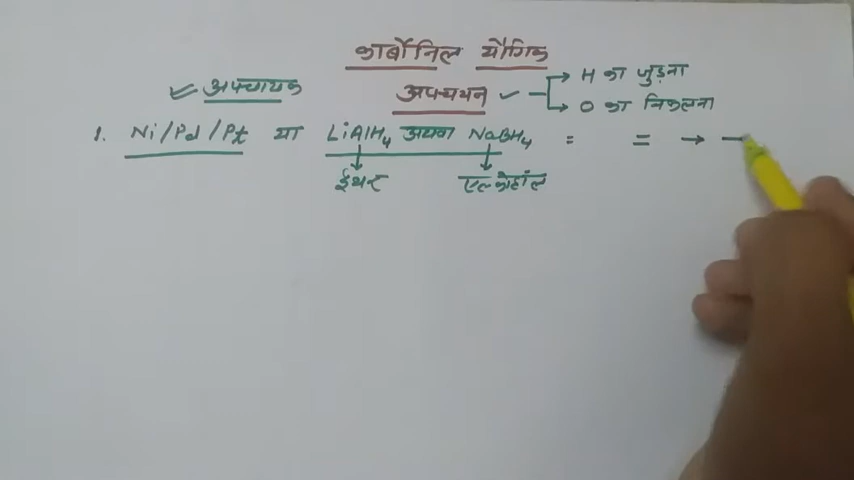 कार्बोनिल यौगिक
अपचायक
अपचयन ✓ → H का जुड़ना
→ O का निकलना
1. Ni/Pd/Pt या LiAlH4 अथवा NaBH4 = = → —
ईथर एल्कोहॉल